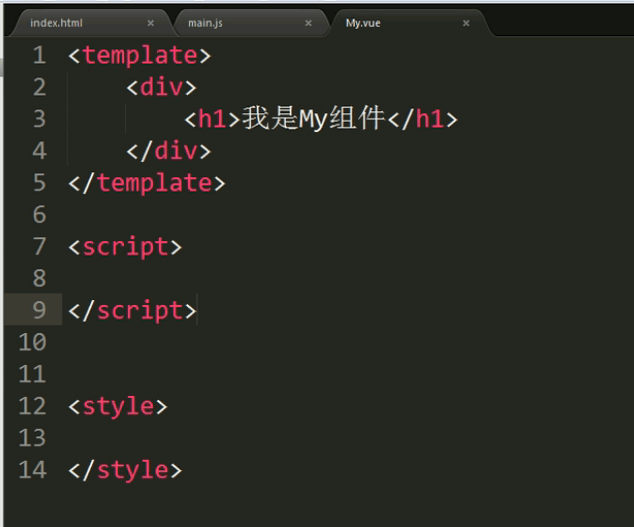 index.html × main.js × My.vue ×
1 <template>
2 <div>
3 <h1>我是My组件</h1>
4 </div>
5 </template>
6
7 <script>
8
9 </script>
10
11
12 <style>
13
14 </style>